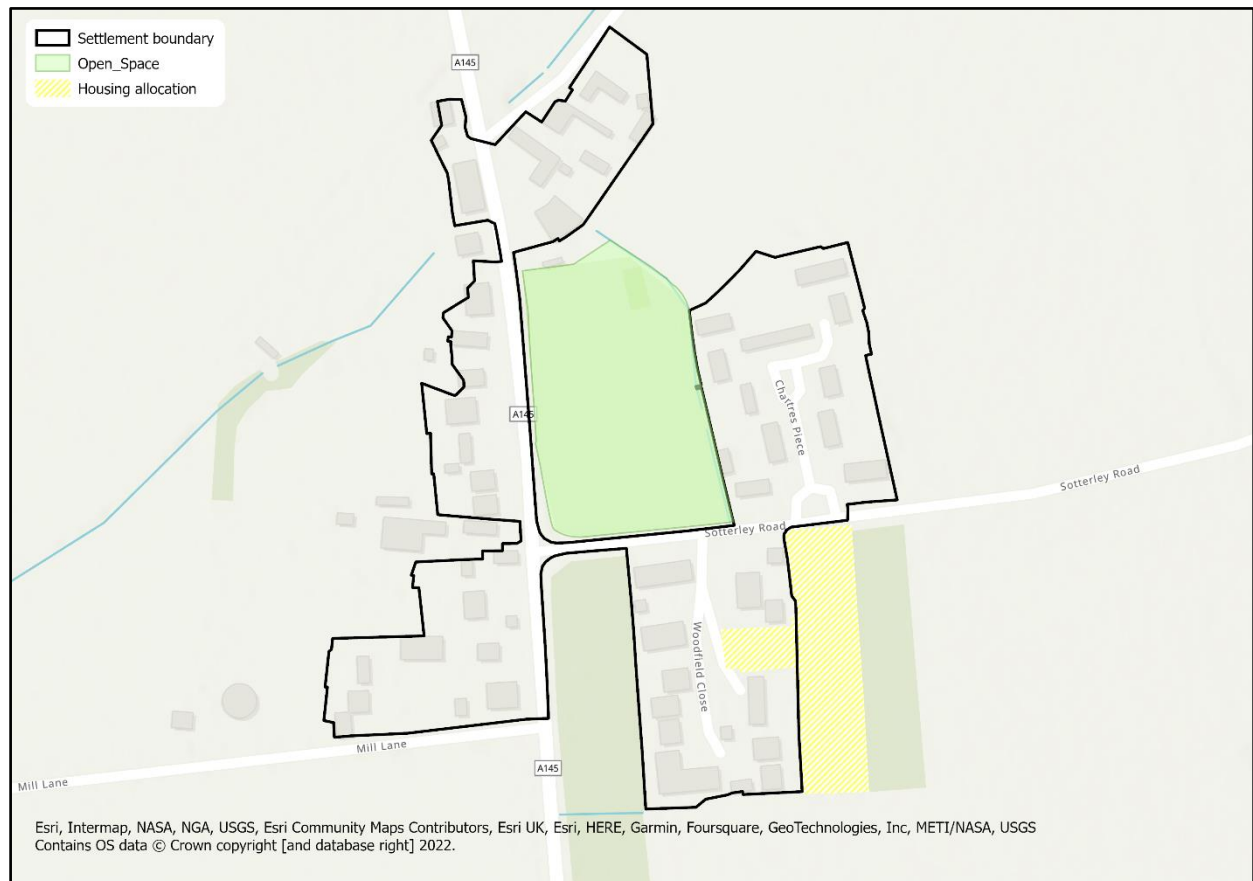 Settlement boundary
Open_Space
Housing allocation
A145
A145
Chartres Piece
Sotterley Road
Sotterley Road
Woodfield Close
Mill Lane
A145
Mill Lane
Esri, Intermap, NASA, NGA, USGS, Esri Community Maps Contributors, Esri UK, Esri, HERE, Garmin, Foursquare, GeoTechnologies, Inc, METI/NASA, USGS
Contains OS data © Crown copyright [and database right] 2022.